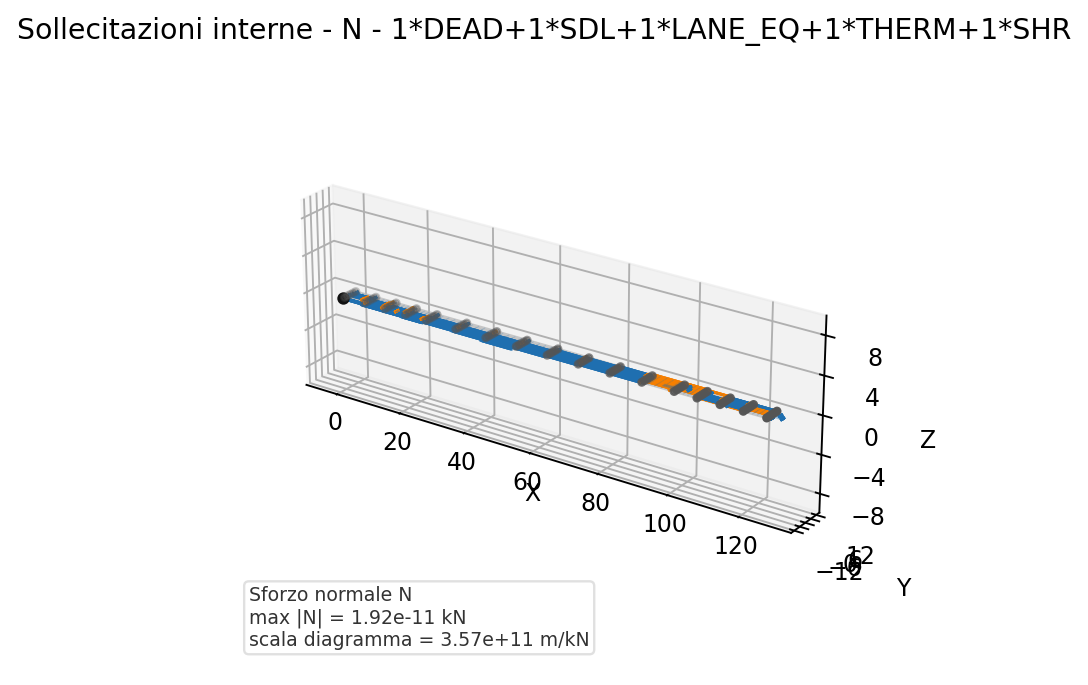 Sollecitazioni interne - N - 1*DEAD+1*SDL+1*LANE_EQ+1*THERM+1*SHR
8
4
0
−4
−8
Z
0
20
40
60
80
100
120
X
−12
12
Y
Sforzo normale N
max |N| = 1.92e-11 kN
scala diagramma = 3.57e+11 m/kN